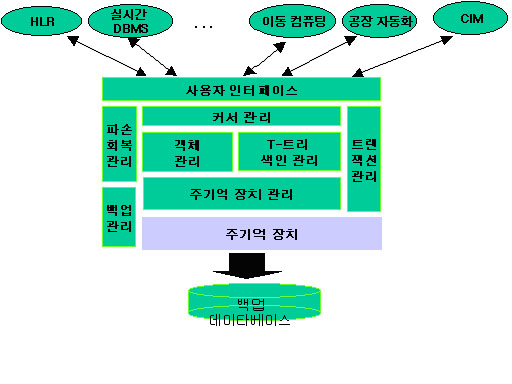 HLR
실시간
DBMS
...
이동 컴퓨팅
공장 자동화
CIM
사용자 인터페이스
파손
회복
관리
커서 관리
객체
관리
T-트리
색인 관리
트랜
잭션
관리
주기억 장치 관리
백업
관리
주기억 장치
백업
데이타베이스